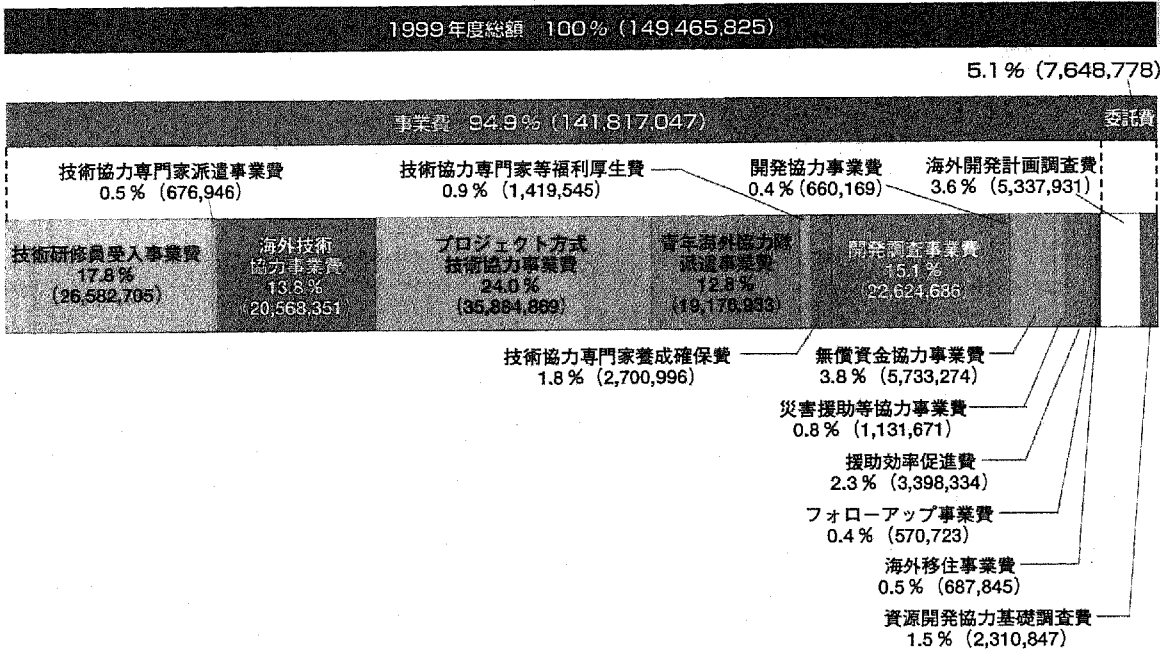 1999年度総額 100%（149,465,825）
5.1%（7,648,778）
事業費 94.9%（141,817,047）
委託費
技術協力専門家派遣事業費
0.5%（676,946）
技術協力専門家等福利厚生費
0.9%（1,419,545）
開発協力事業費
0.4%（660,169）
海外開発計画調査費
3.6%（5,337,931）
技術研修員受入事業費
17.8%
（26,582,705）
海外技術
協力事業費
13.8%
20,568,351
プロジェクト方式
技術協力事業費
24.0%
（35,884,869）
青年海外協力隊
派遣事業費
12.8%
（19,176,933）
開発調査事業費
15.1%
22,624,686
技術協力専門家養成確保費
1.8%（2,700,996）
無償資金協力事業費
3.8%（5,733,274）
災害援助等協力事業費
0.8%（1,131,671）
援助効率促進費
2.3%（3,398,334）
フォローアップ事業費
0.4%（570,723）
海外移住事業費
0.5%（687,845）
資源開発協力基礎調査費
1.5%（2,310,847）